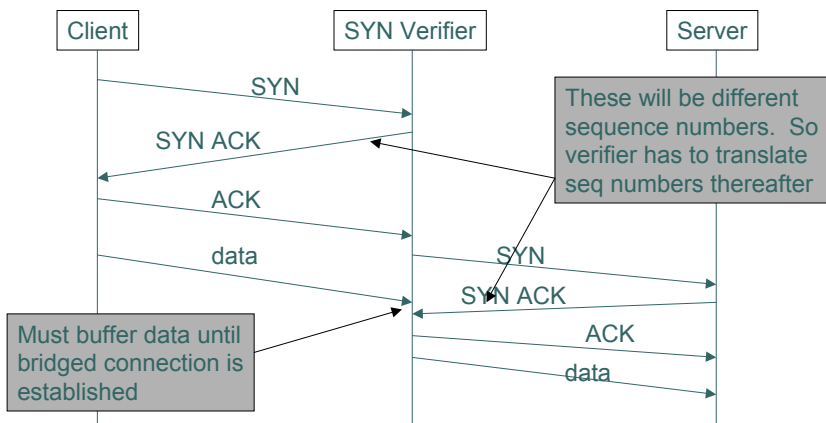 Client
SYN Verifier
Server
SYN
These will be different
sequence numbers.  So
verifier has to translate
seq numbers thereafter
SYN ACK
ACK
data
SYN
SYN ACK
Must buffer data until
bridged connection is
established
ACK
data